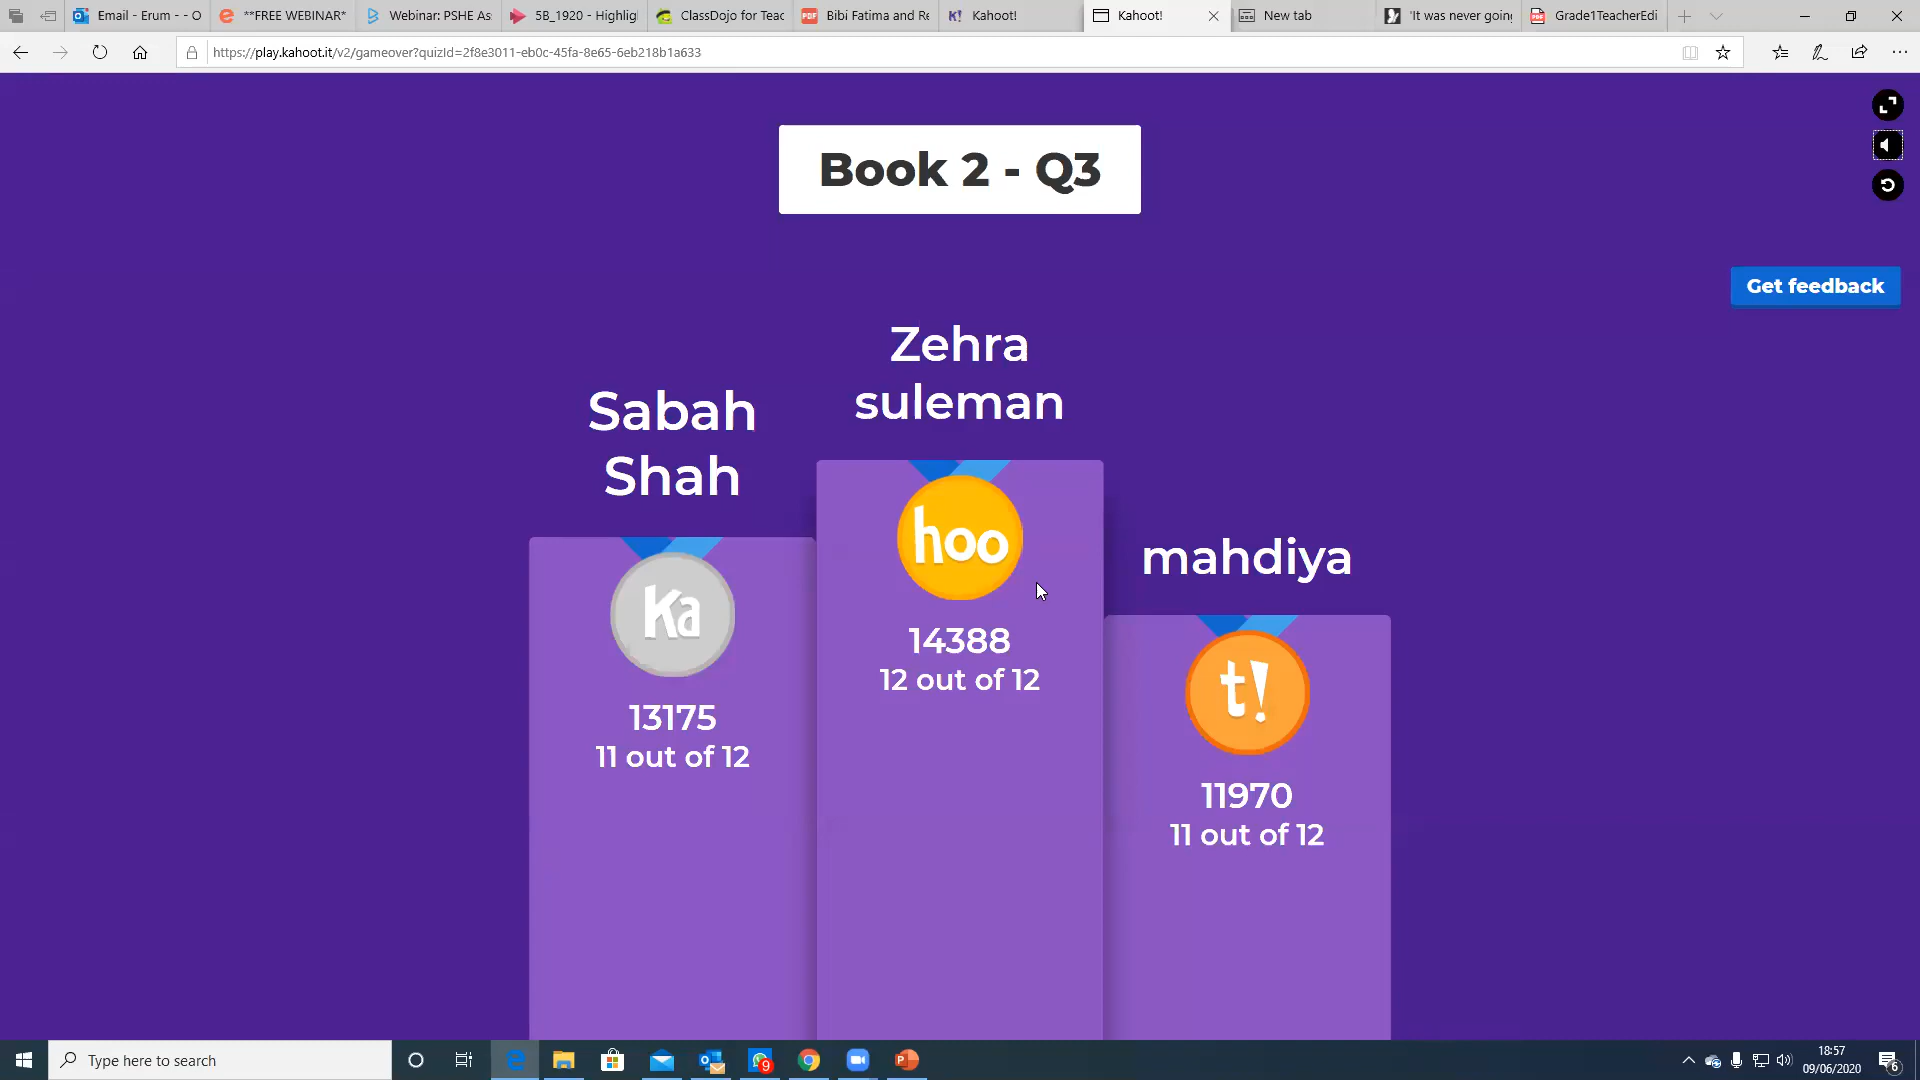 Email - Erum - - O
**FREE WEBINAR*
Webinar: PSHE As
5B_1920 - Highlig
ClassDojo for Teac
Bibi Fatima and Re
Kahoot!
Kahoot!
New tab
'It was never going
Grade1TeacherEdi
https://play.kahoot.it/v2/gameover?quizId=2f8e3011-eb0c-45fa-8e65-6eb218b1a633
Book 2 - Q3
Get feedback
Zehra
suleman
Sabah
Shah
mahdiya
hoo
14388
12 out of 12
Ka
13175
11 out of 12
t!
11970
11 out of 12
Type here to search
9
18:57
09/06/2020
6